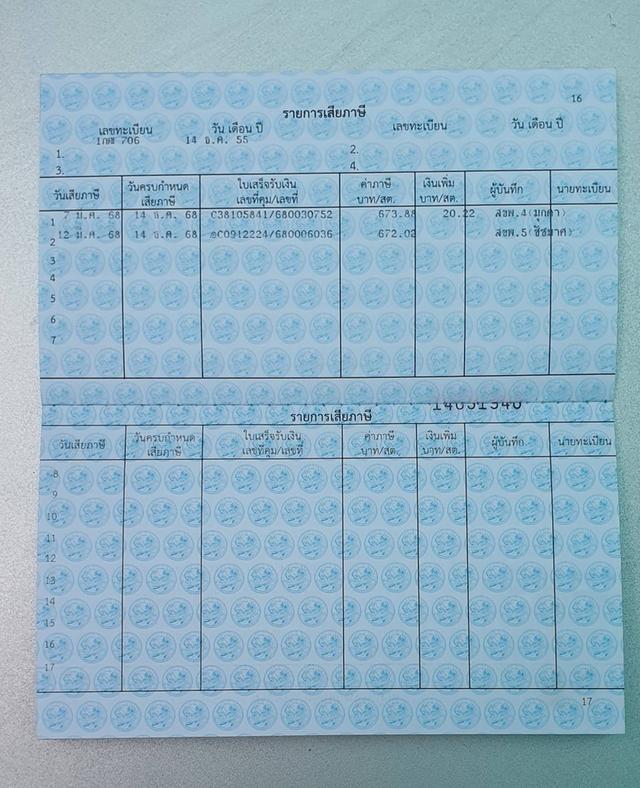 16
รายการเสียภาษี
เลขทะเบียน วัน เดือน ปี เลขทะเบียน วัน เดือน ปี
1. 706 14 ธ.ค. 55 2.
3. 4.
วันเสียภาษี วันครบกำหนด เสียภาษี ใบเสร็จรับเงิน เลขที่คุม/เลขที่ ค่าภาษี บาท/สต. เงินเพิ่ม บาท/สต. ผู้บันทึก นายทะเบียน
1 7 ม.ค. 68 14 ธ.ค. 68 C38105841/680030752 673.88 20.22 สขพ.4(มุกดา)
2 12 ม.ค. 68 14 ธ.ค. 68 C0912224/680006036 672.02 สขพ.5
3
4
5
6
7
รายการเสียภาษี
วันเสียภาษี วันครบกำหนด เสียภาษี ใบเสร็จรับเงิน เลขที่คุม/เลขที่ ค่าภาษี บาท/สต. เงินเพิ่ม บาท/สต. ผู้บันทึก นายทะเบียน
8
9
10
11
12
13
14
15
16
17
17